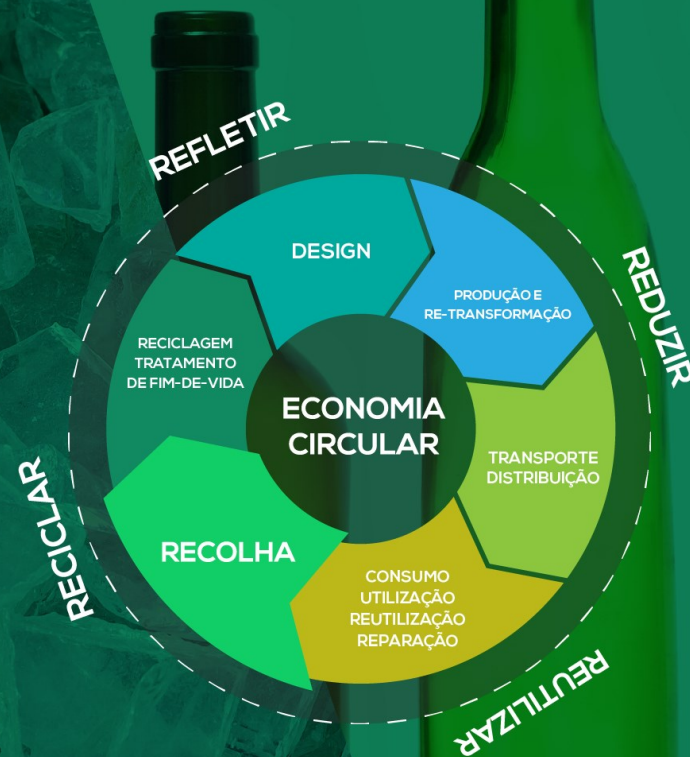 REFLETIR
DESIGN
PRODUÇÃO E
RE-TRANSFORMAÇÃO
REDUZIR
RECICLAGEM
TRATAMENTO
DE FIM-DE-VIDA
ECONOMIA
CIRCULAR
TRANSPORTE
DISTRIBUIÇÃO
RECICLAR
RECOLHA
CONSUMO
UTILIZAÇÃO
REUTILIZAÇÃO
REPARAÇÃO
REUTILIZAR